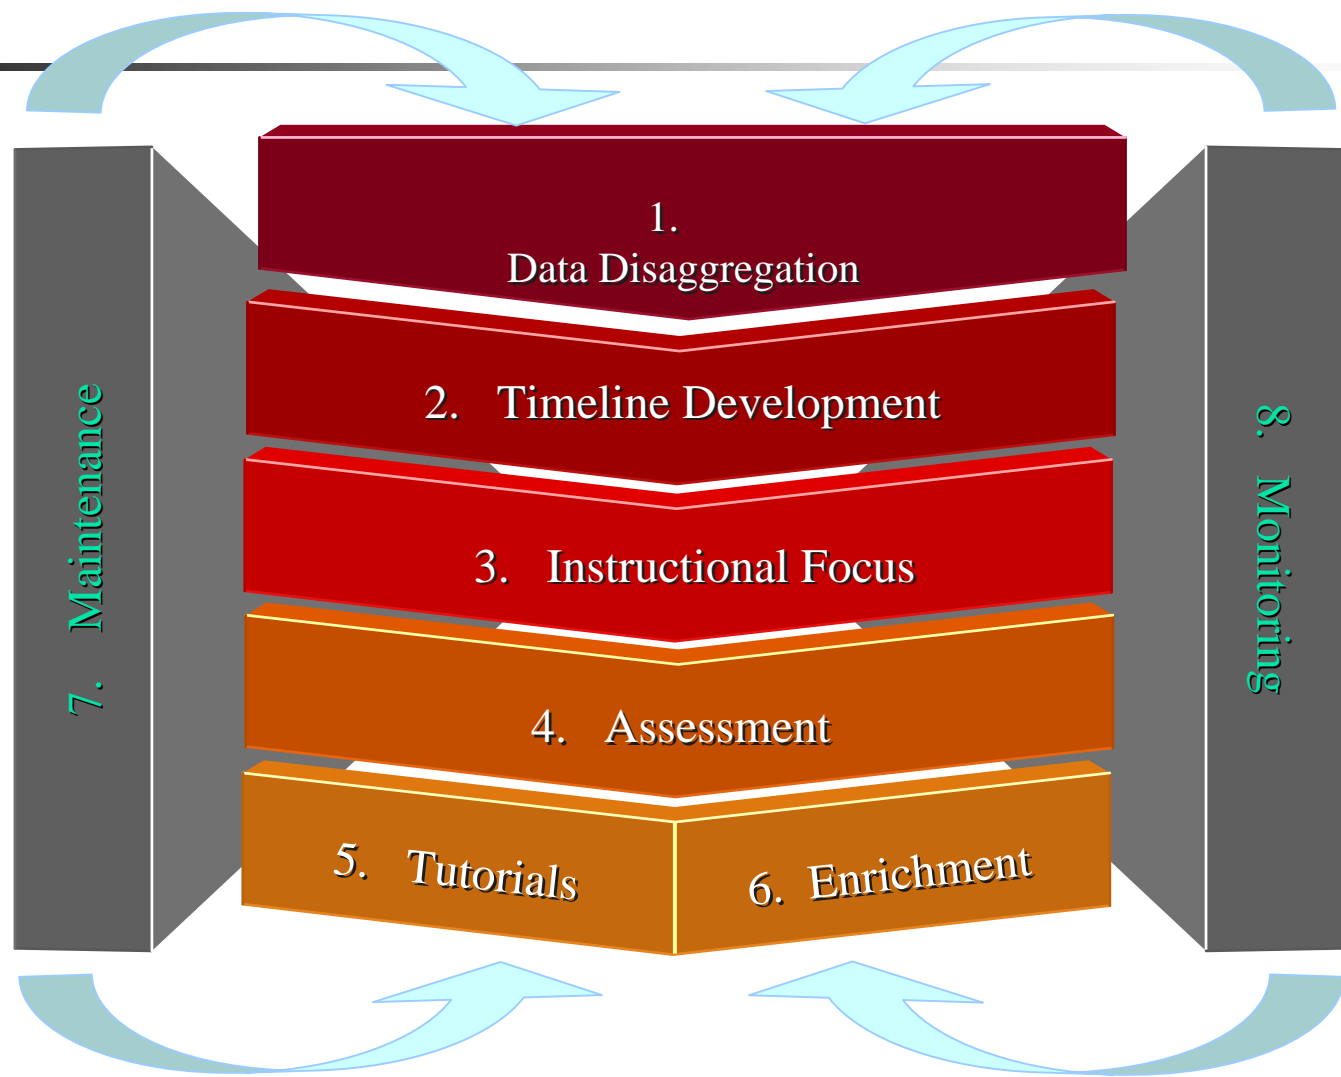 1.
Data Disaggregation
2. Timeline Development
3. Instructional Focus
4. Assessment
5. Tutorials
6. Enrichment
7. Maintenance
8. Monitoring